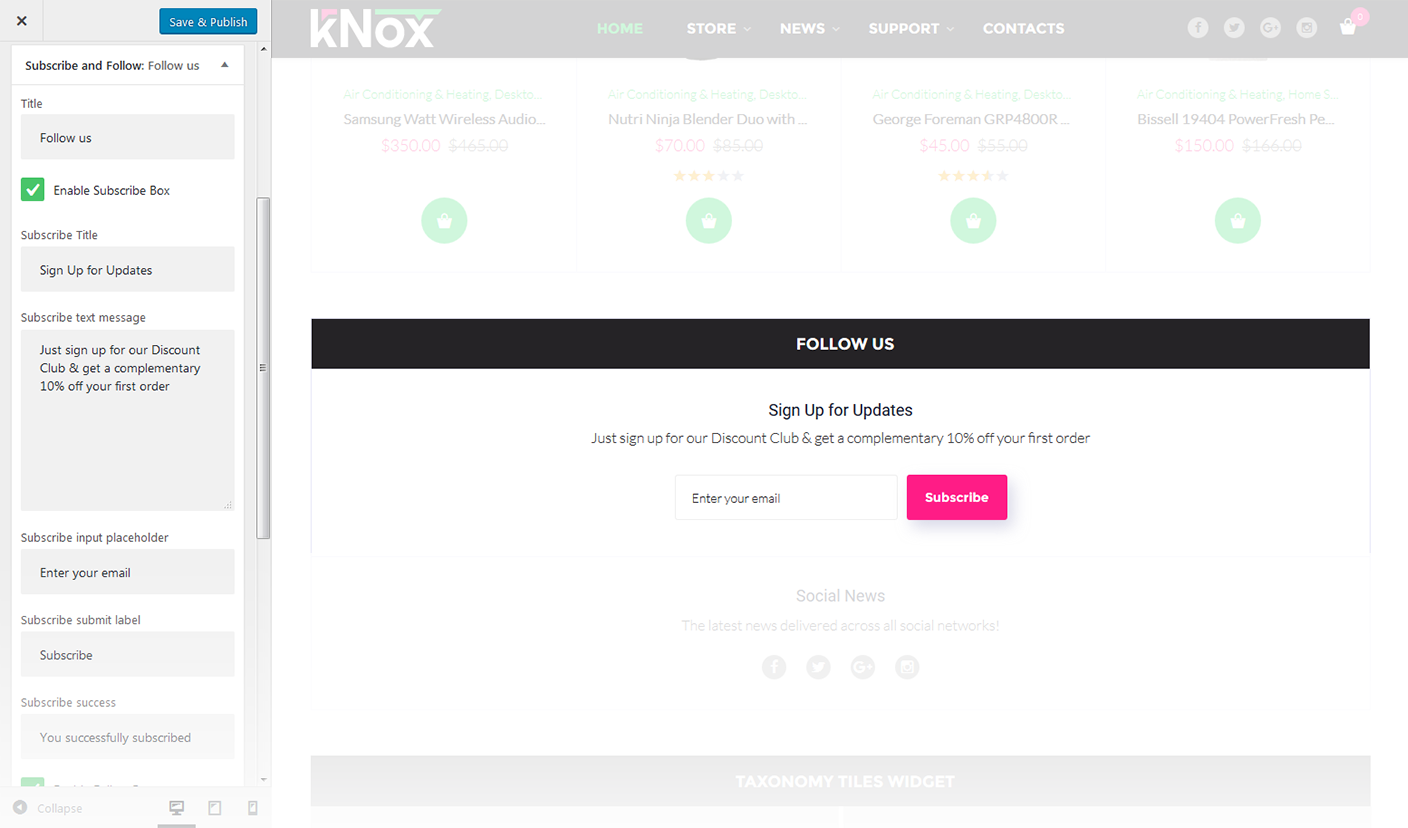 Save & Publish
Subscribe and Follow: Follow us
Title
Follow us
Enable Subscribe Box
Subscribe Title
Sign Up for Updates
Subscribe text message
Just sign up for our Discount
Club & get a complementary
10% off your first order
Subscribe input placeholder
Enter your email
Subscribe submit label
Subscribe
Subscribe success
You successfully subscribed
Collapse
kNox
HOME STORE NEWS SUPPORT CONTACTS
0
Air Conditioning & Heating, Deskto...
Samsung Watt Wireless Audio...
$350.00 $465.00
Air Conditioning & Heating, Deskto...
Nutri Ninja Blender Duo with ...
$70.00 $85.00
Air Conditioning & Heating, Deskto...
George Foreman GRP4800R ...
$45.00 $55.00
Air Conditioning & Heating, Home S...
Bissell 19404 PowerFresh Pe...
$150.00 $166.00
FOLLOW US
Sign Up for Updates
Just sign up for our Discount Club & get a complementary 10% off your first order
Enter your email
Subscribe
Social News
The latest news delivered across all social networks!
TAXONOMY TILES WIDGET